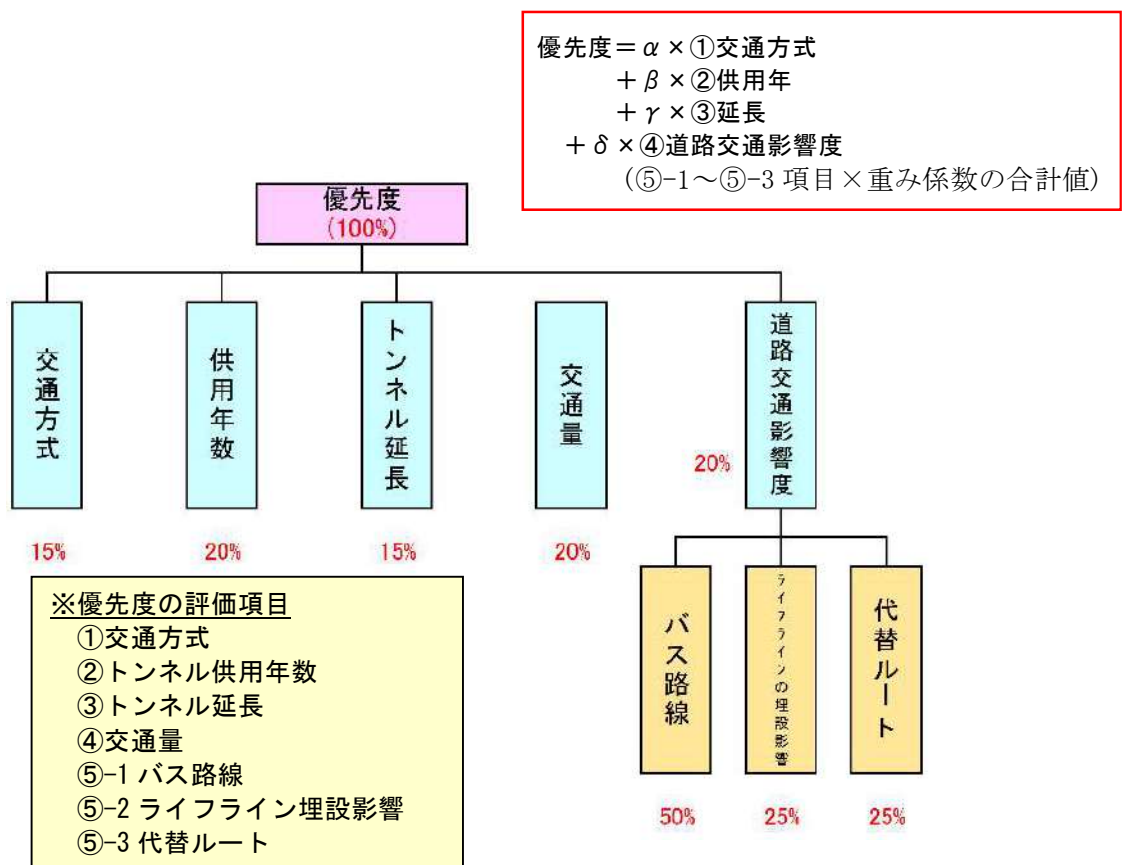 優先度＝α×①交通方式
＋β×②供用年
＋γ×③延長
＋δ×④道路交通影響度
（⑤-1～⑤-3 項目×重み係数の合計値）
優先度
(100%)
交通方式
供用年数
トンネル延長
交通量
道路交通影響度
20%
15%
20%
15%
20%
バス路線
ライフラインの埋設影響
代替ルート
50%
25%
25%
※優先度の評価項目
①交通方式
②トンネル供用年数
③トンネル延長
④交通量
⑤-1 バス路線
⑤-2 ライフライン埋設影響
⑤-3 代替ルート